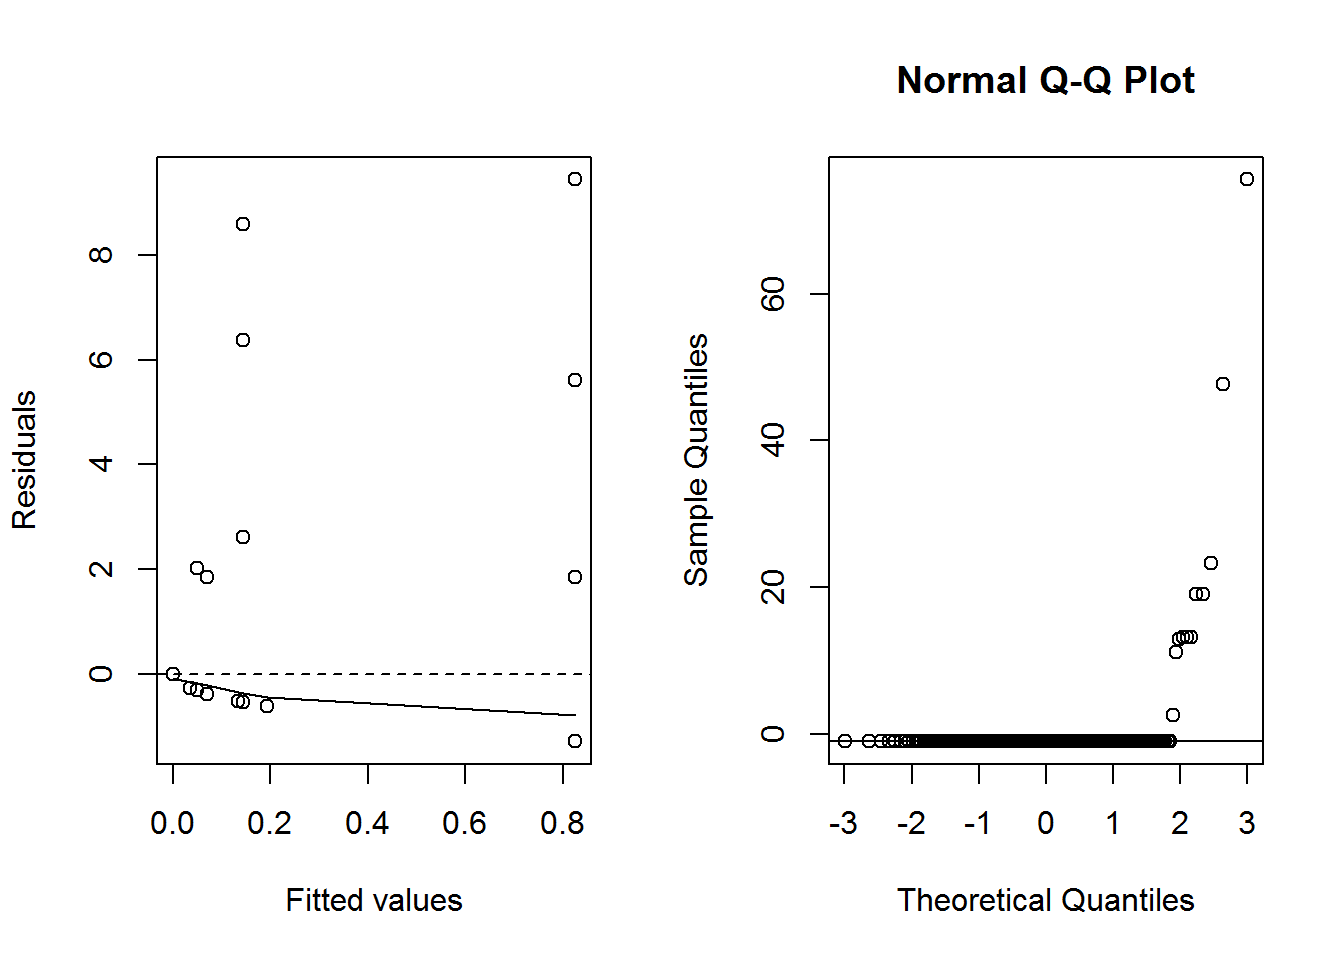 Normal Q-Q Plot
Residuals
0
2
4
6
8
0.0 0.2 0.4 0.6 0.8
Fitted values
Sample Quantiles
0
20
40
60
-3 -2 -1 0 1 2 3
Theoretical Quantiles